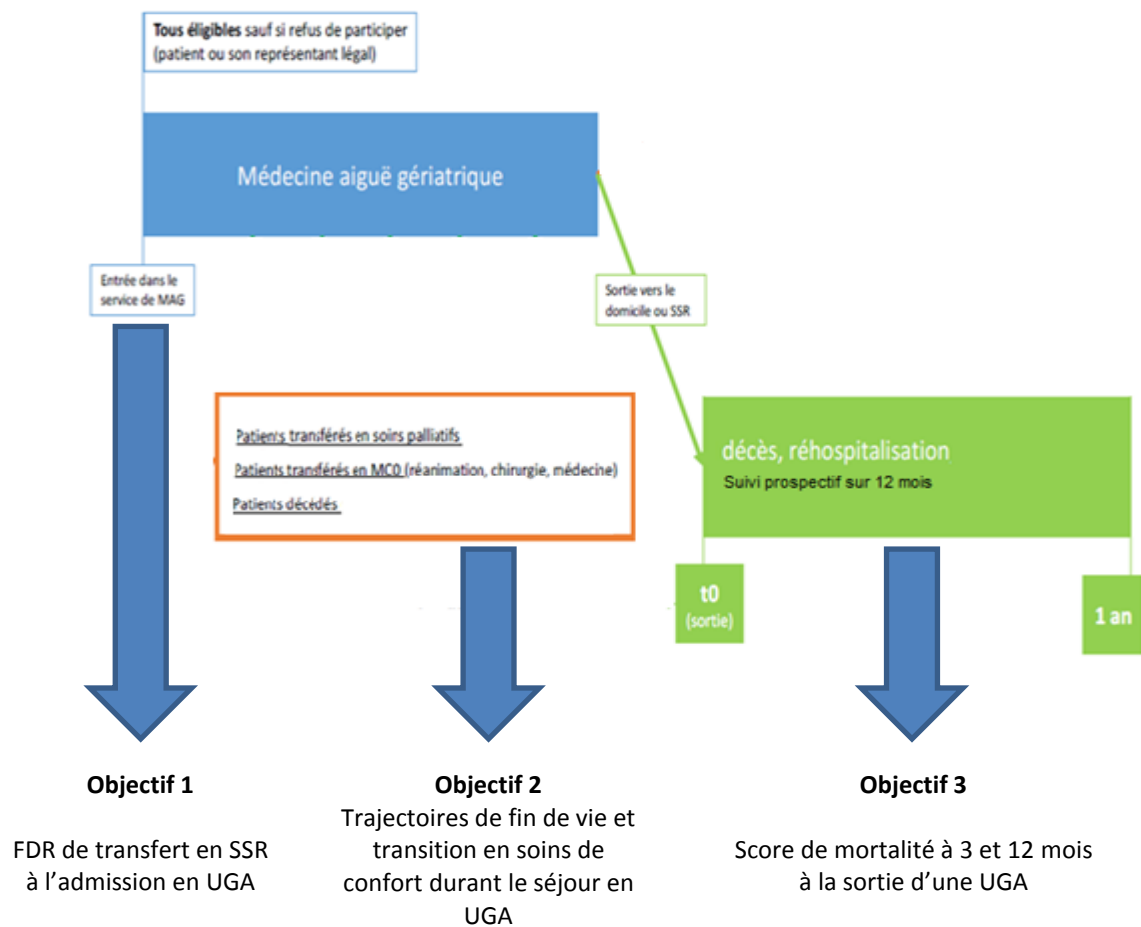 Tous éligibles sauf si refus de participer
(patient ou son représentant légal)
Médecine aiguë gériatrique
Entrée dans le
service de MAG
Sortie vers le
domicile ou SSR
Patients transférés en soins palliatifs
Patients transférés en MCO (réanimation, chirurgie, médecine)
Patients décédés
décès, réhospitalisation
Suivi prospectif sur 12 mois
t0
(sortie)
1 an
Objectif 1
FDR de transfert en SSR
à l’admission en UGA
Objectif 2
Trajectoires de fin de vie et
transition en soins de
confort durant le séjour en
UGA
Objectif 3
Score de mortalité à 3 et 12 mois
à la sortie d’une UGA